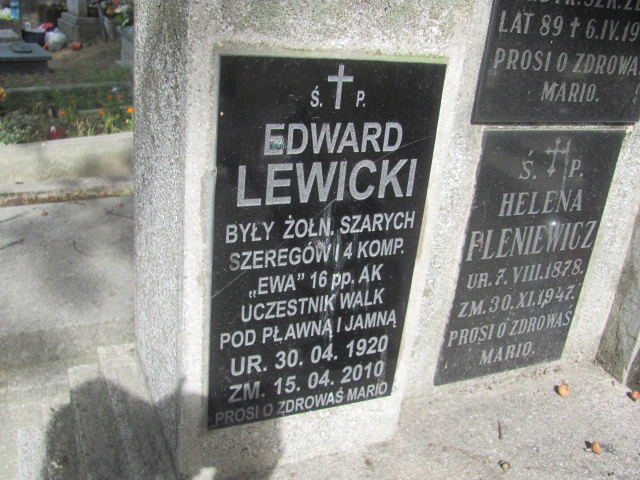 Ś. P.
EDWARD
LEWICKI
BYŁY ŻOŁN. SZARYCH
SZEREGÓW I 4 KOMP.
„EWA" 16 pp. AK
UCZESTNIK WALK
POD PŁAWNĄ I JAMNĄ
UR. 30. 04. 1920
ZM. 15. 04. 2010
PROSI O ZDROWAŚ MARIO
LAT 89 † 6.IV.19
PROSI O ZDROWA
MARIO.
Ś. P.
HELENA
PLENIEWICZ
UR. 7. VIII. 1878.
ZM. 30. XI. 1947.
PROSI O ZDROWAŚ
MARIO.